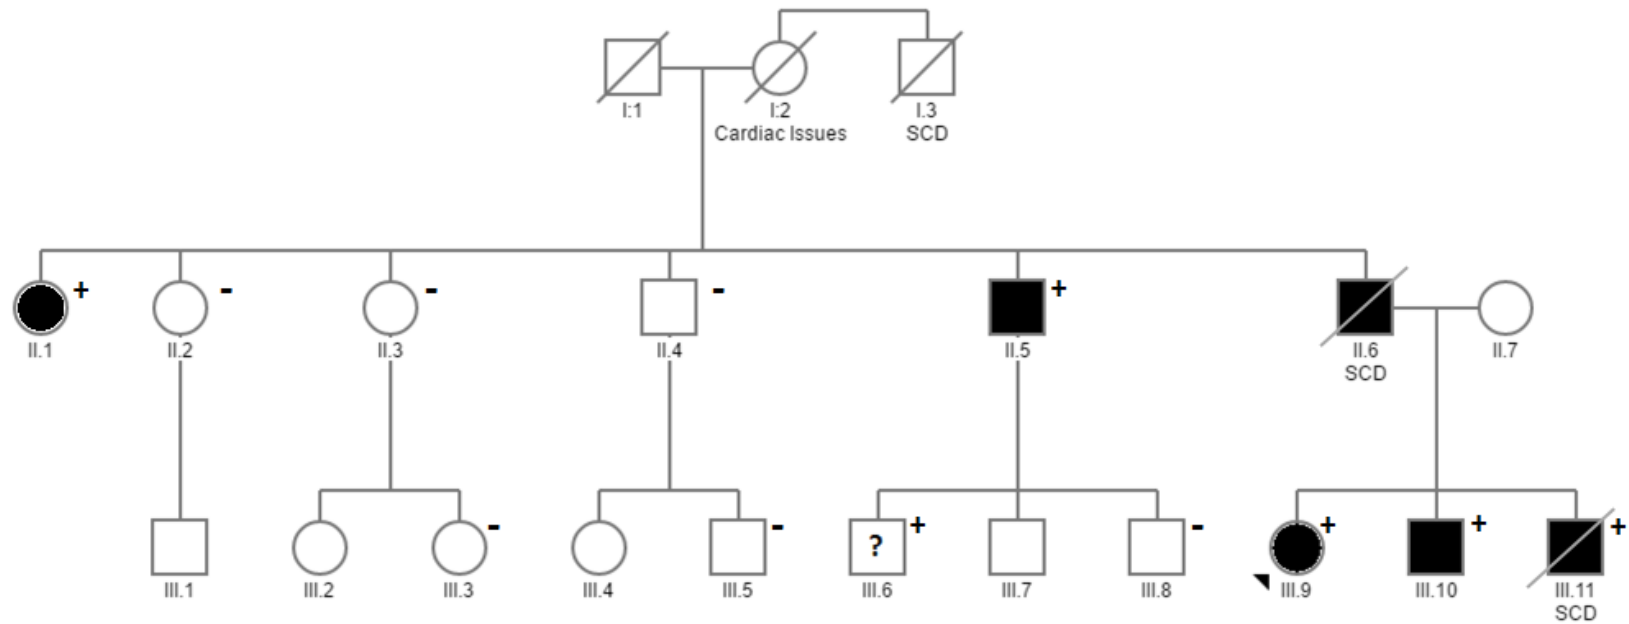 I:1 I:2 I.3
Cardiac Issues SCD
+ - - - +
II.1 II.2 II.3 II.4 II.5 II.6 II.7
SCD
- - ? + - + + +
III.1 III.2 III.3 III.4 III.5 III.6 III.7 III.8 III.9 III.10 III.11
SCD